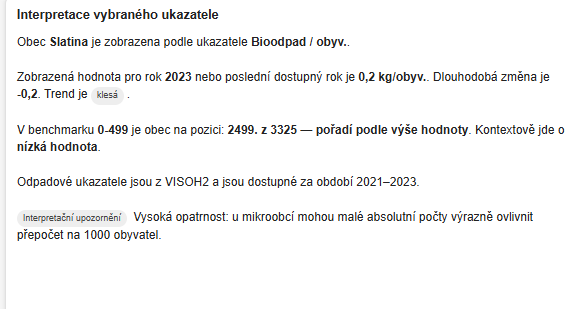 Interpretace vybraného ukazatele
Obec Slatina je zobrazena podle ukazatele Bioodpad / obyv..
Zobrazená hodnota pro rok 2023 nebo poslední dostupný rok je 0,2 kg/obyv.. Dlouhodobá změna je
-0,2. Trend je klesá .
V benchmarku 0-499 je obec na pozici: 2499. z 3325 — pořadí podle výše hodnoty. Kontextově jde o
nízká hodnota.
Odpadové ukazatele jsou z VISOH2 a jsou dostupné za období 2021–2023.
Interpretační upozornění Vysoká opatrnost: u mikroobcí mohou malé absolutní počty výrazně ovlivnit
přepočet na 1000 obyvatel.